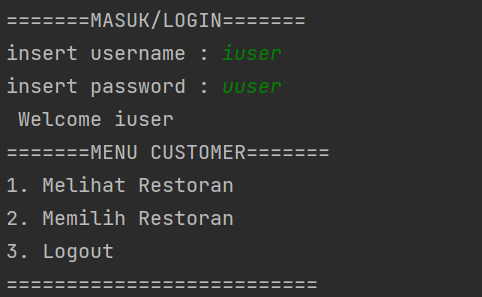 =======MASUK/LOGIN=======
insert username : iuser
insert password : uuser
 Welcome iuser
=======MENU CUSTOMER=======
1. Melihat Restoran
2. Memilih Restoran
3. Logout
==========================